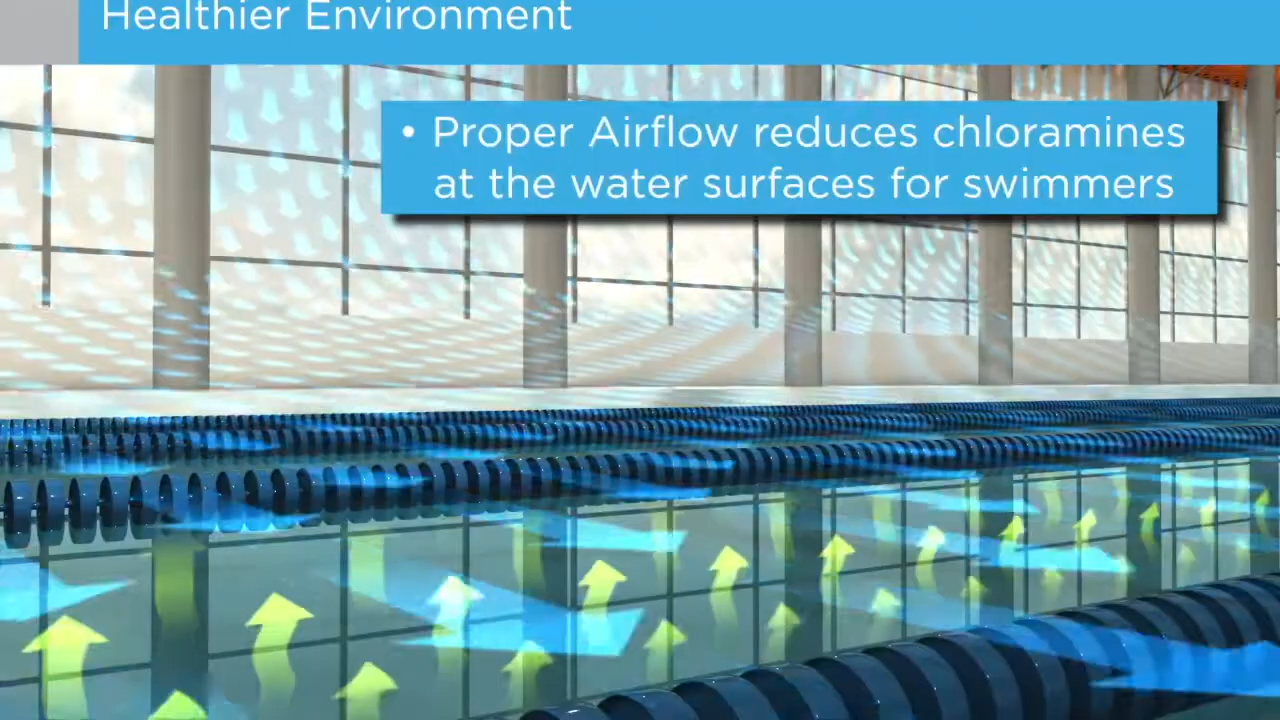 Healthier Environment
• Proper Airflow reduces chloramines
at the water surfaces for swimmers